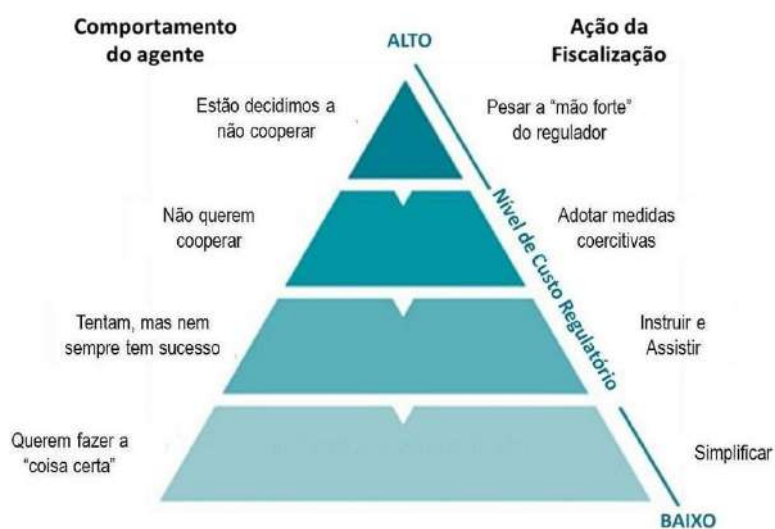 Comportamento
do agente
ALTO
Ação da
Fiscalização
Estão decidimos a
não cooperar
Pesar a “mão forte”
do regulador
Não querem
cooperar
Adotar medidas
coercitivas
Nível de Custo Regulatório
Tentam, mas nem
sempre tem sucesso
Instruir e
Assistir
Querem fazer a
“coisa certa”
Simplificar
BAIXO